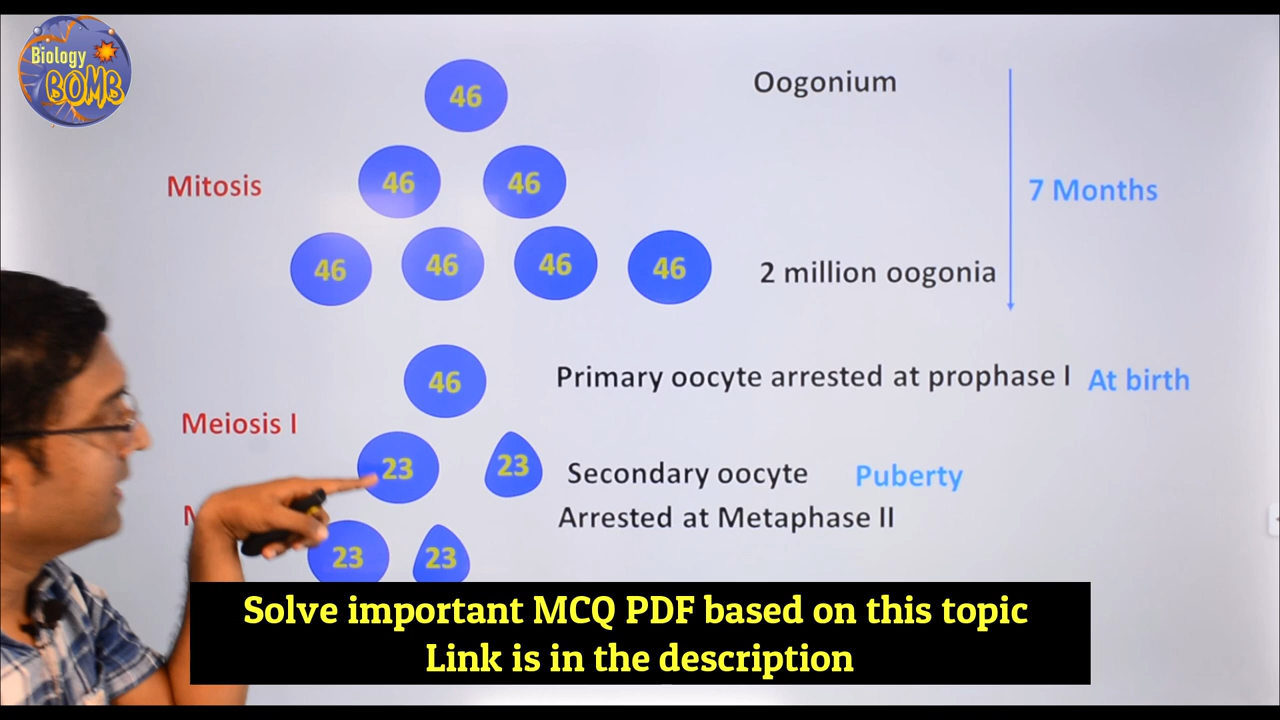 Biology
BOMB
46
Oogonium
Mitosis
46
46
7 Months
46
46
46
46
2 million oogonia
46
Primary oocyte arrested at prophase I
At birth
Meiosis I
23
23
Secondary oocyte
Puberty
Arrested at Metaphase II
23
23
Solve important MCQ PDF based on this topic
Link is in the description